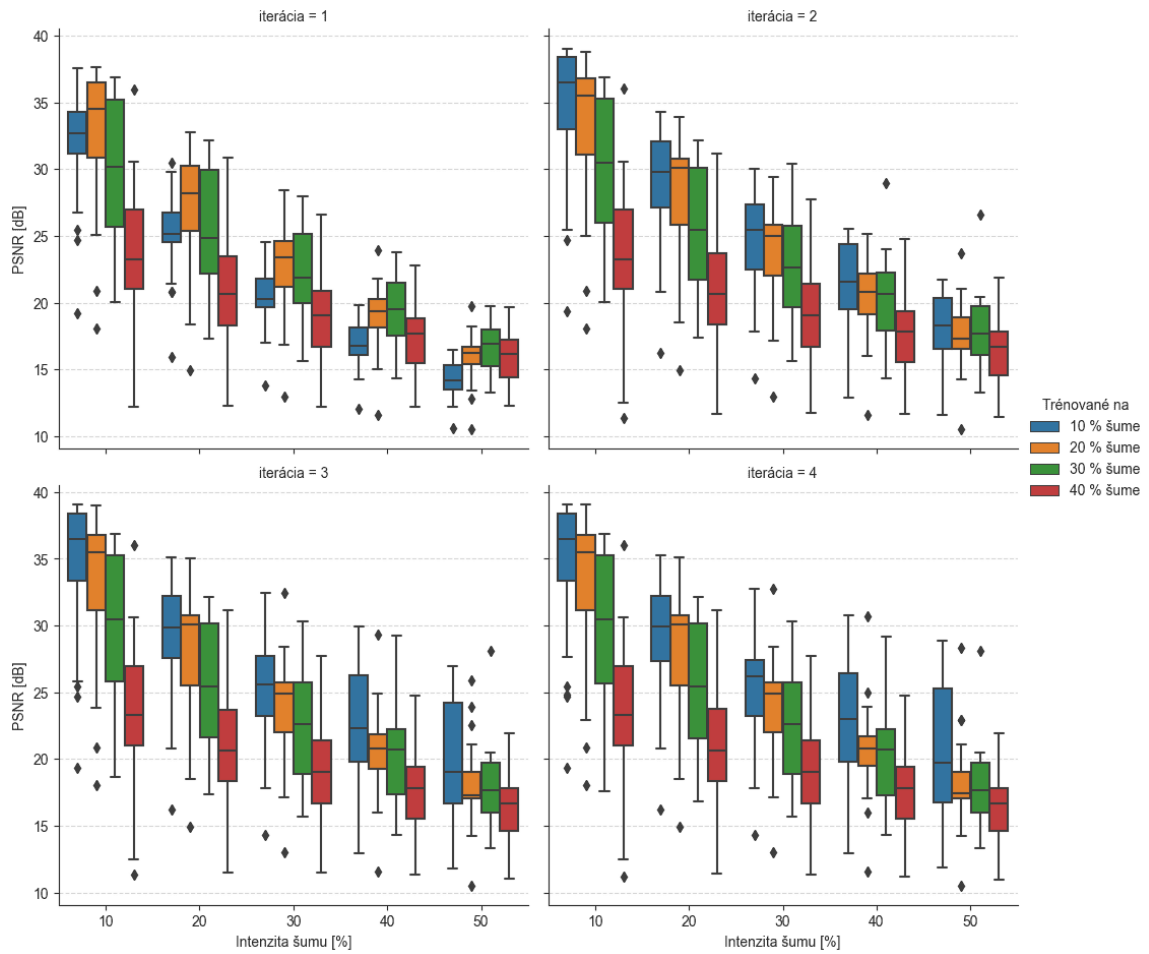 iterácia = 1
iterácia = 2
PSNR [dB]
40
35
30
25
20
15
10
Trénované na
10 % šume
20 % šume
30 % šume
40 % šume
iterácia = 3
iterácia = 4
PSNR [dB]
40
35
30
25
20
15
10
10 20 30 40 50
10 20 30 40 50
Intenzita šumu [%]
Intenzita šumu [%]